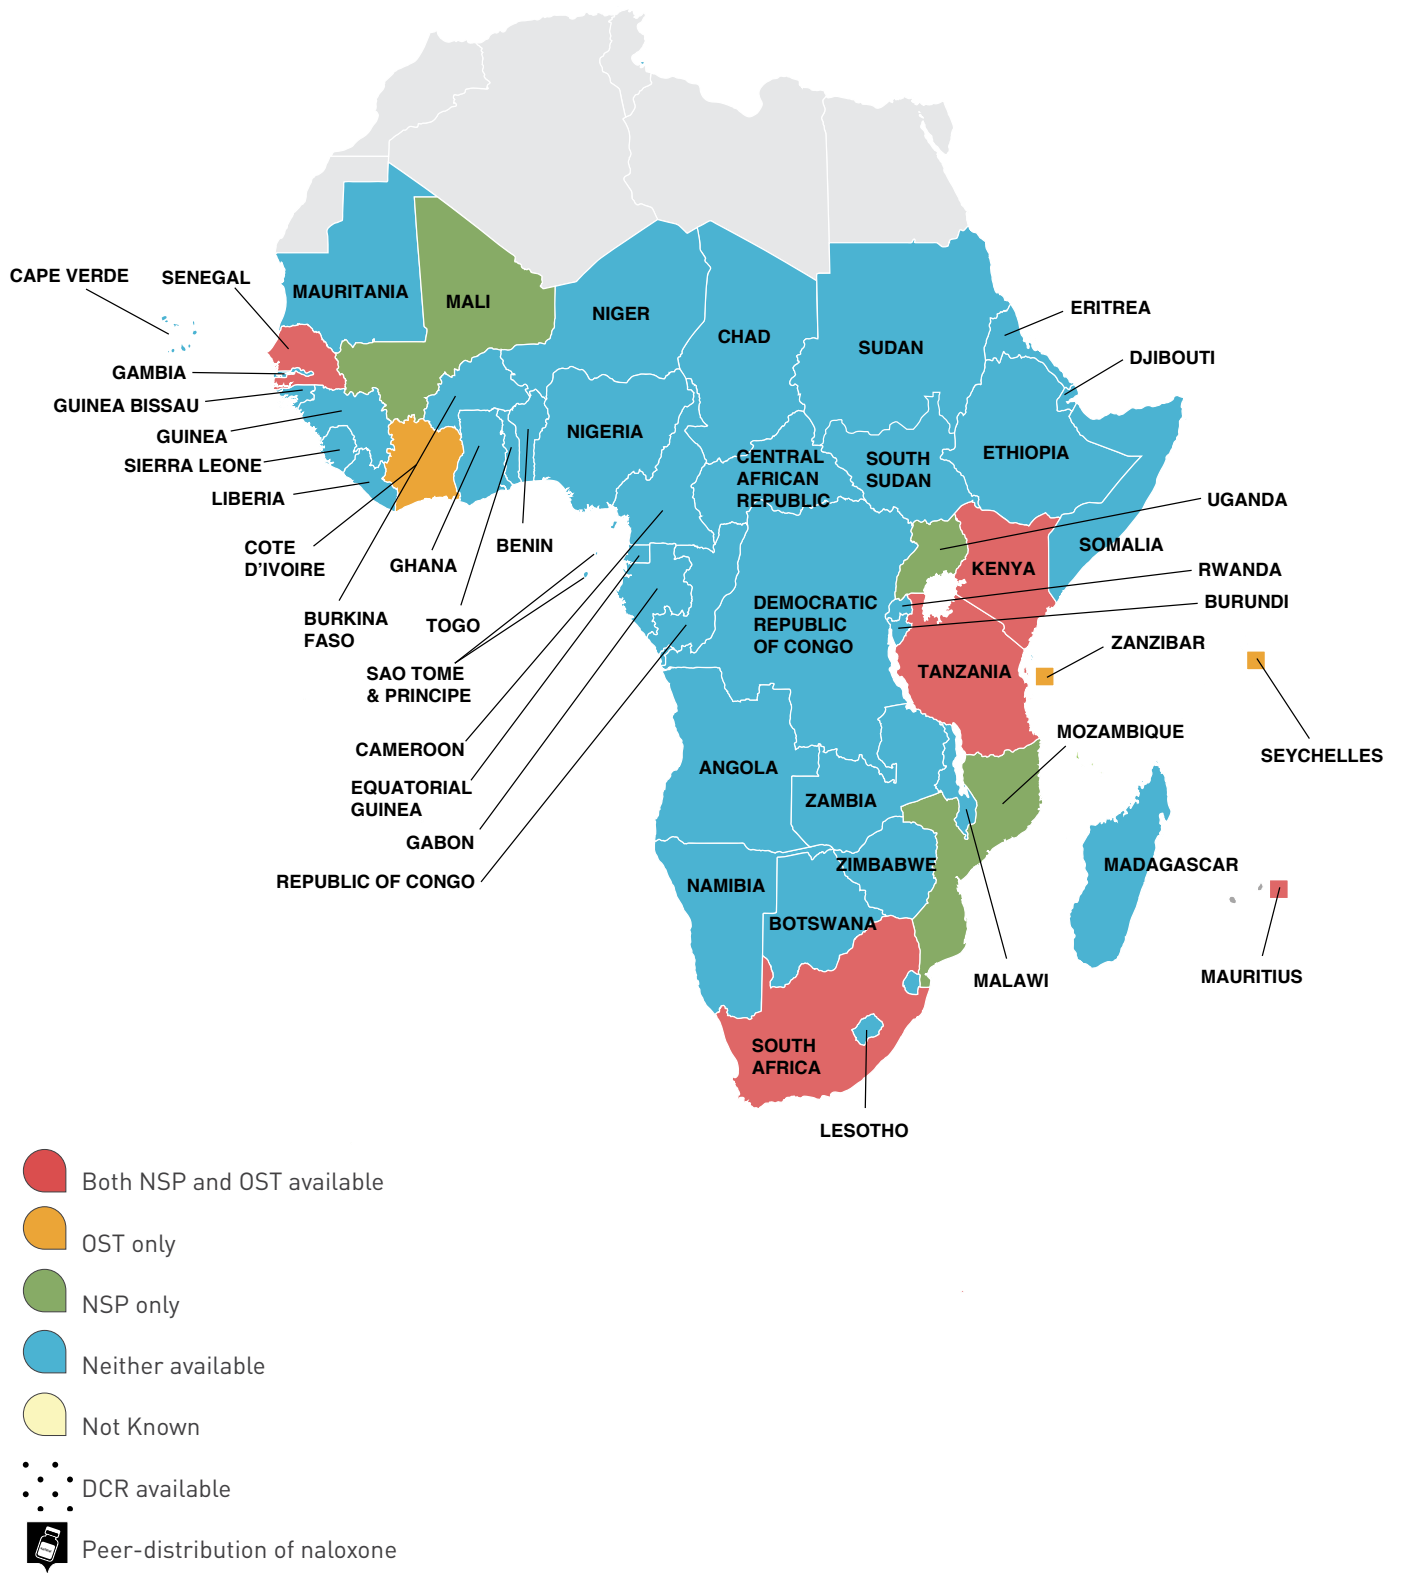 CAPE VERDE
SENEGAL
MAURITANIA
MALI
NIGER
CHAD
SUDAN
ERITREA
DJIBOUTI
GAMBIA
GUINEA BISSAU
GUINEA
SIERRA LEONE
LIBERIA
NIGERIA
CENTRAL
AFRICAN
REPUBLIC
SOUTH
SUDAN
ETHIOPIA
UGANDA
COTE
D'IVOIRE
GHANA
BENIN
KENYA
SOMALIA
RWANDA
BURUNDI
BURKINA
FASO
TOGO
DEMOCRATIC
REPUBLIC
OF CONGO
ZANZIBAR
SAO TOME
& PRINCIPE
TANZANIA
MOZAMBIQUE
SEYCHELLES
CAMEROON
EQUATORIAL
GUINEA
ANGOLA
ZAMBIA
GABON
REPUBLIC OF CONGO
NAMIBIA
ZIMBABWE
MADAGASCAR
BOTSWANA
MALAWI
MAURITIUS
SOUTH
AFRICA
LESOTHO
Both NSP and OST available
OST only
NSP only
Neither available
Not Known
DCR available
Peer-distribution of naloxone